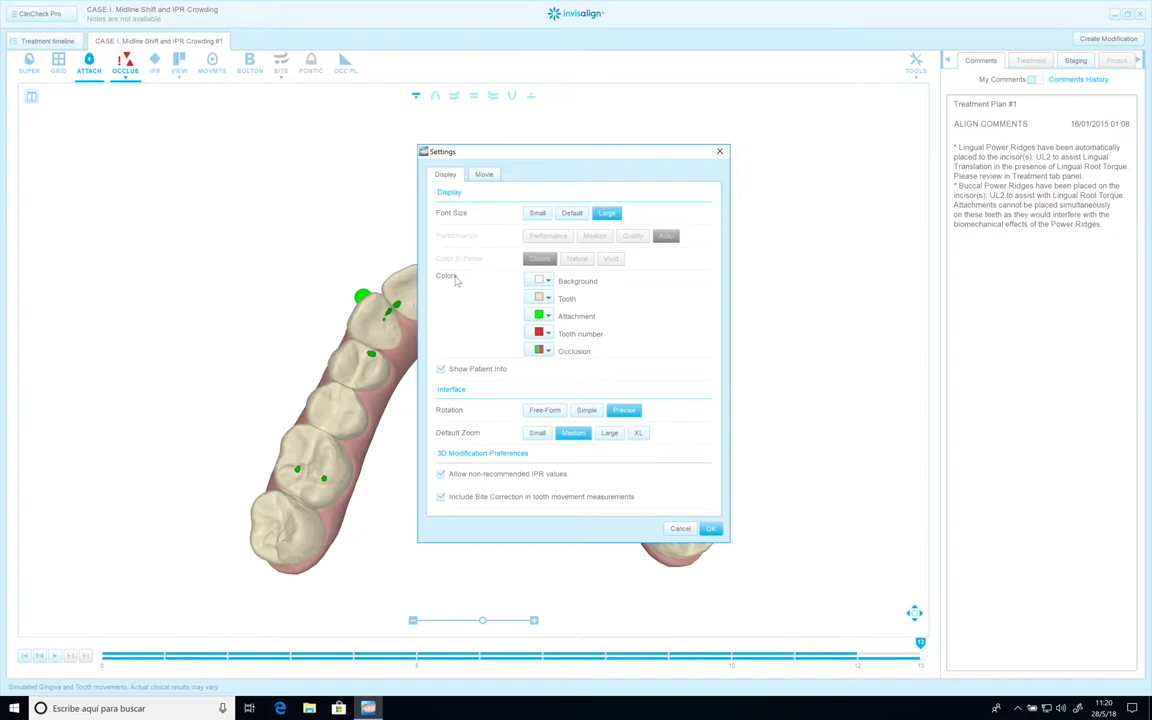 ClinCheck Pro
CASE I. Midline Shift and IPR Crowding
Notes are not available
invisalign
Treatment timeline
CASE I. Midline Shift and IPR Crowding #1
Create Modification
SUPER
GRID
ATTACH
OCCLUS
IPR
VIEW
MOVMTS
BOLTON
BITE
PONTIC
OCC PL
TOOLS
Comments
Treatment
Staging
Photos
My Comments
Comments History
Treatment Plan #1
ALIGN COMMENTS 16/01/2015 01:08
* Lingual Power Ridges have been automatically
placed to the incisor(s): UL2 to assist Lingual
Translation in the presence of Lingual Root Torque.
Please review in Treatment tab panel.
* Buccal Power Ridges have been placed on the
incisor(s): UL2 to assist with Lingual Root Torque.
Attachments cannot be placed simultaneously
on these teeth as they would interfere with the
biomechanical effects of the Power Ridges.
Settings
Display
Movie
Display
Font Size Small Default Large
Performance Performance Medium Quality Auto
Color Scheme Classic Natural Vivid
Colors
Background
Tooth
Attachment
Tooth number
Occlusion
Show Patient Info
Interface
Rotation Free-Form Simple Precise
Default Zoom Small Medium Large XL
3D Modification Preferences
Allow non-recommended IPR values
Include Bite Correction in tooth movement measurements
Cancel OK
13
0 5 10 13
Simulated Gingiva and Tooth movements. Actual clinical results may vary.
Escribe aquí para buscar
11:20
28/5/18